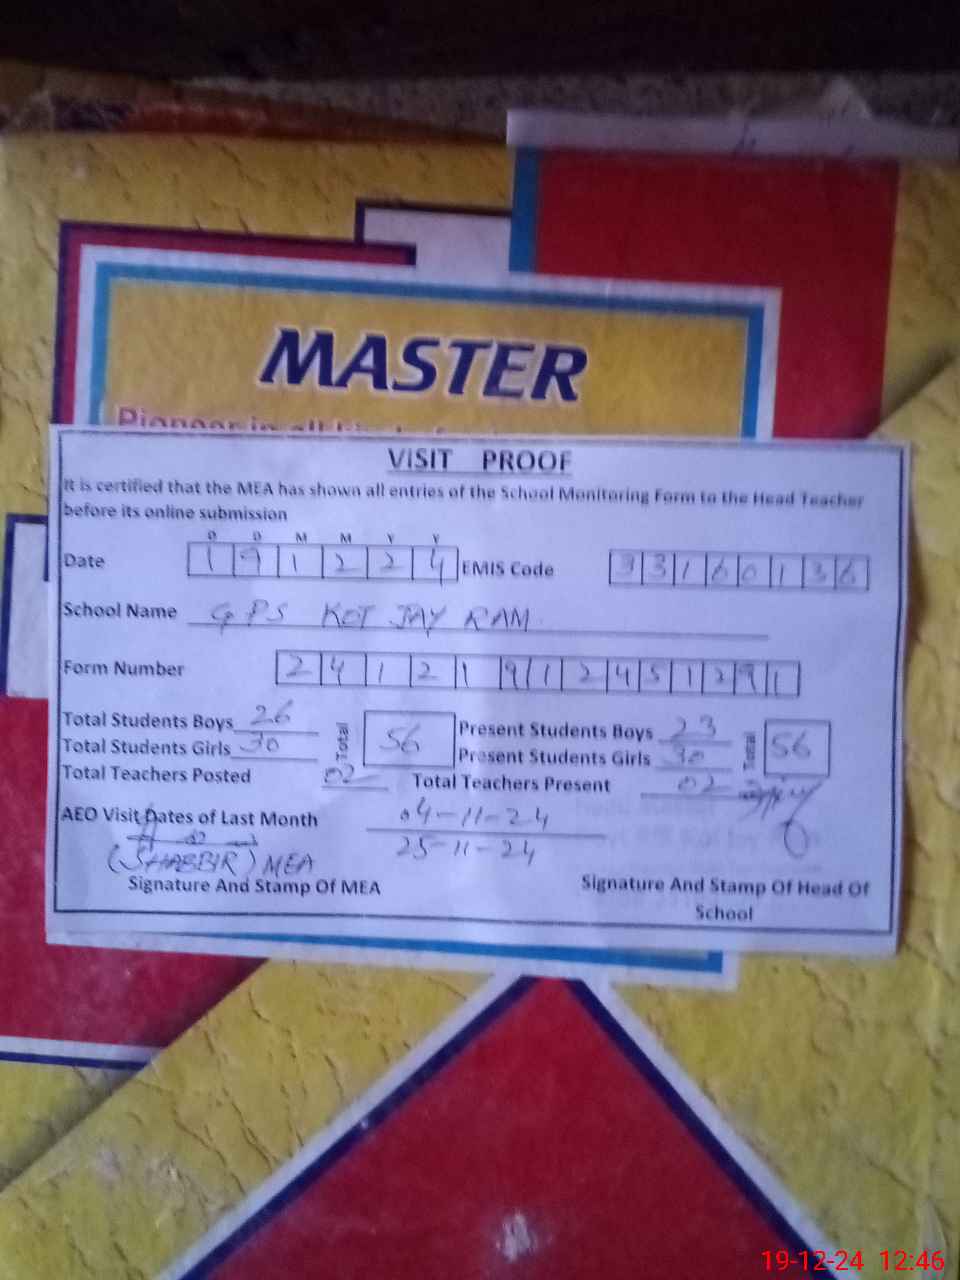 MASTER
Pioneer in all
VISIT PROOF
It is certified that the MEA has shown all entries of the School Monitoring Form to the Head Teacher
before its online submission
D D M M Y Y
Date 1 9 1 2 2 4 EMIS Code 3 3 1 6 0 1 3 6
School Name GPS KOT JAY RAM
Form Number 2 4 1 2 1 9 1 2 4 5 1 2 9 1
Total Students Boys 26 Total 56 Present Students Boys 23 Total 56
Total Students Girls 30 Present Students Girls 30
Total Teachers Posted 02 Total Teachers Present 02
AEO Visit Dates of Last Month 04-11-24
25-11-24
(SHABBIR) MEA
Signature And Stamp Of MEA Signature And Stamp Of Head Of
School
19-12-24 12:46